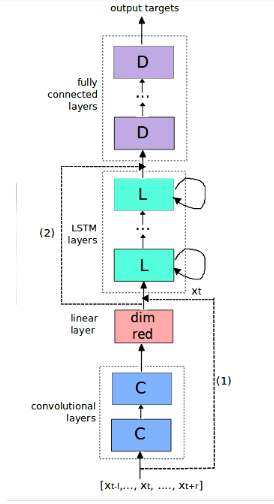 output targets
D
fully
connected
layers
...
D
L
(2)
LSTM
layers
...
L
xt
linear
layer
dim
red
(1)
C
convolutional
layers
C
[xt-l,..., xt, ...., xt+r]